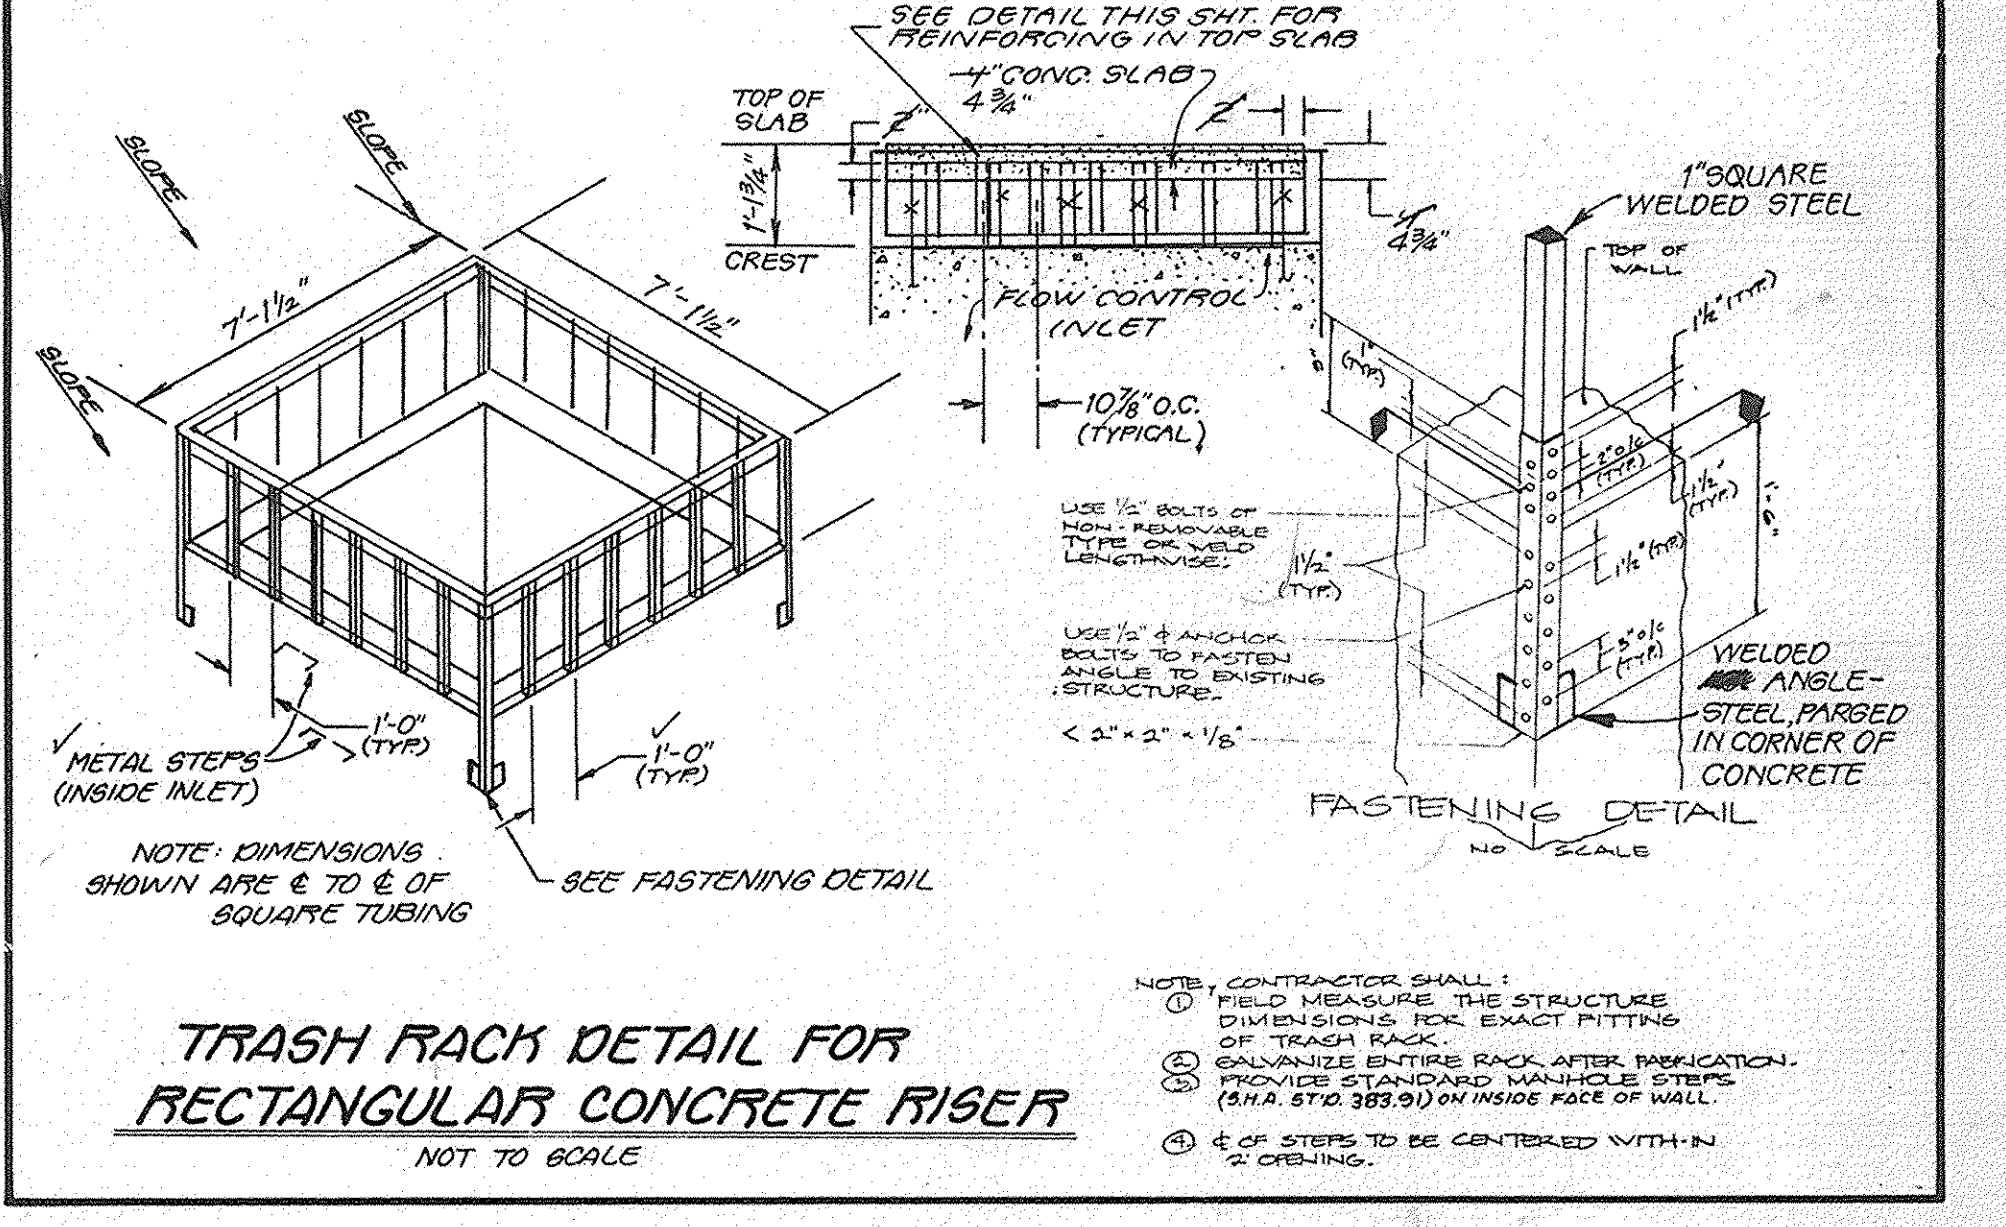 SEE DETAIL THIS SHT. FOR
REINFORCING IN TOP SLAB
4" CONC. SLAB
4 3/4"
TOP OF
SLAB
2"
2"
1'-1 3/4"
CREST
4"
4 3/4"
FLOW CONTROL
INLET
10 7/8" O.C.
(TYPICAL)
SLOPE
SLOPE
SLOPE
7'-1 1/2"
7'-1 1/2"
1'-0"
(TYP.)
1'-0"
(TYP.)
METAL STEPS
(INSIDE INLET)
NOTE: DIMENSIONS
SHOWN ARE ℄ TO ℄ OF
SQUARE TUBING
SEE FASTENING DETAIL
1" SQUARE
WELDED STEEL
TOP OF
WALL
1 1/2" (TYP.)
1"
(TYP.)
2" O/C
(TYP.)
1 1/2"
(TYP.)
1 1/2" (TYP.)
3" O/C
(TYP.)
USE 1/2" BOLTS OF
NON-REMOVABLE
TYPE OR WELD
LENGTHWISE.
1 1/2"
(TYP.)
USE 1/2" ϕ ANCHOR
BOLTS TO FASTEN
ANGLE TO EXISTING
STRUCTURE.
< 2" × 2" × 1/8"
WELDED
ANGLE-
STEEL, PARGED
IN CORNER OF
CONCRETE
FASTENING DETAIL
NO SCALE
TRASH RACK DETAIL FOR
RECTANGULAR CONCRETE RISER
NOT TO SCALE
NOTE, CONTRACTOR SHALL:
① FIELD MEASURE THE STRUCTURE
DIMENSIONS FOR EXACT FITTING
OF TRASH RACK.
② GALVANIZE ENTIRE RACK AFTER FABRICATION.
③ PROVIDE STANDARD MANHOLE STEPS
(S.H.A. STD. 383.91) ON INSIDE FACE OF WALL.
④ ℄ OF STEPS TO BE CENTERED WITH-IN
2' OPENING.